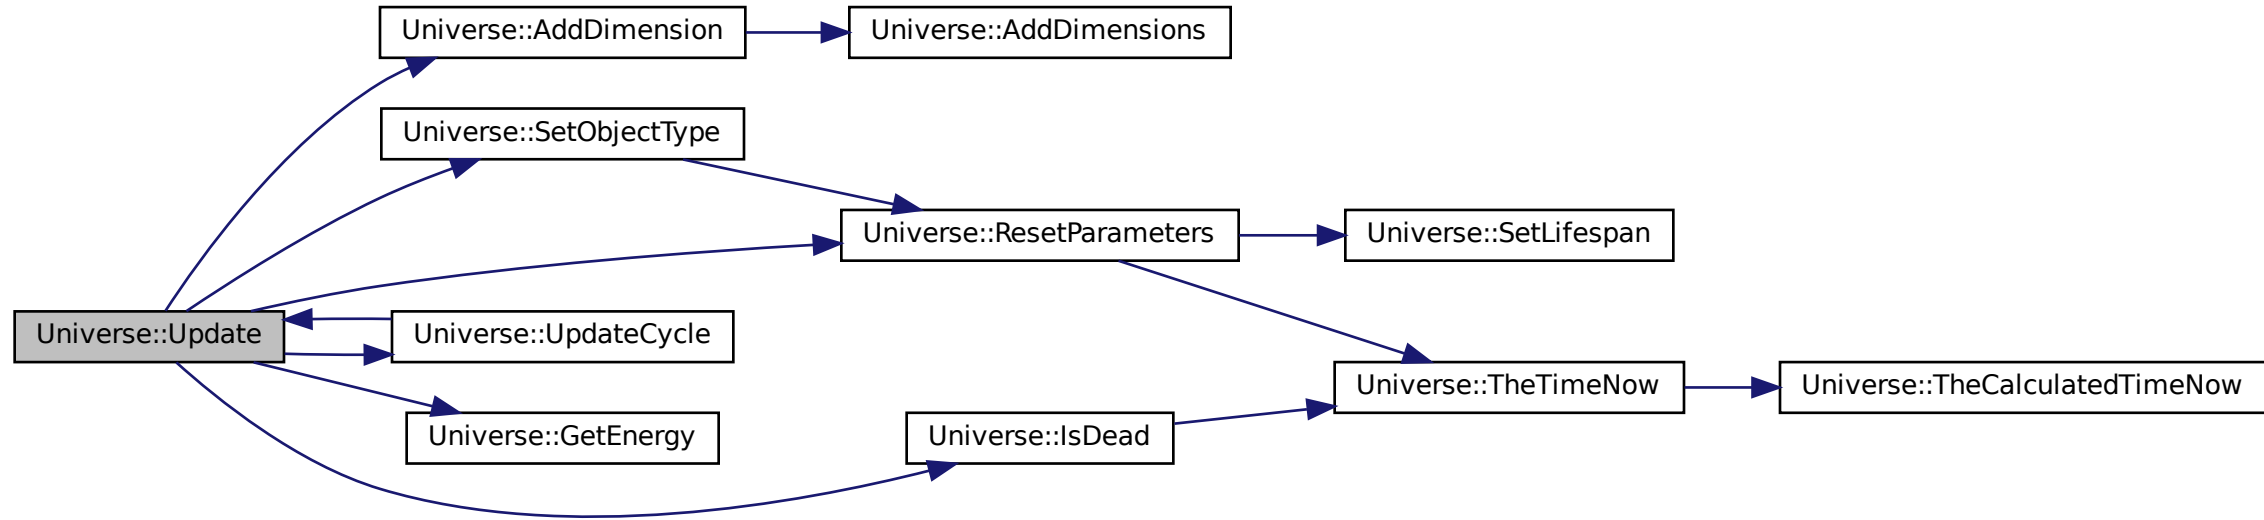 Universe::AddDimension
Universe::AddDimensions
Universe::SetObjectType
Universe::ResetParameters
Universe::SetLifespan
Universe::Update
Universe::UpdateCycle
Universe::TheTimeNow
Universe::TheCalculatedTimeNow
Universe::GetEnergy
Universe::IsDead